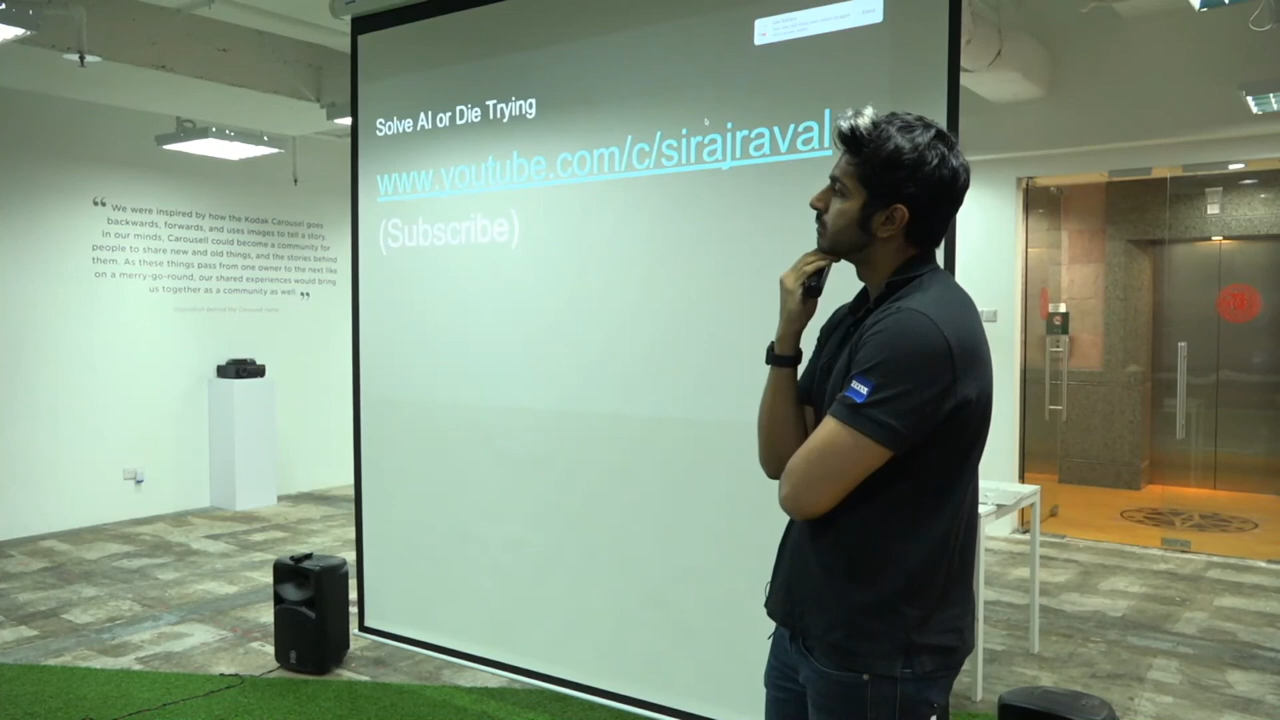 Solve AI or Die Trying
www.youtube.com/c/sirajraval
(Subscribe)
“ We were inspired by how the Kodak Carousel goes
backwards, forwards, and uses images to tell a story.
In our minds, Carousell could become a community for
people to share new and old things, and the stories behind
them. As these things pass from one owner to the next like
on a merry-go-round, our shared experiences would bring
us together as a community as well. ”
ZEISS